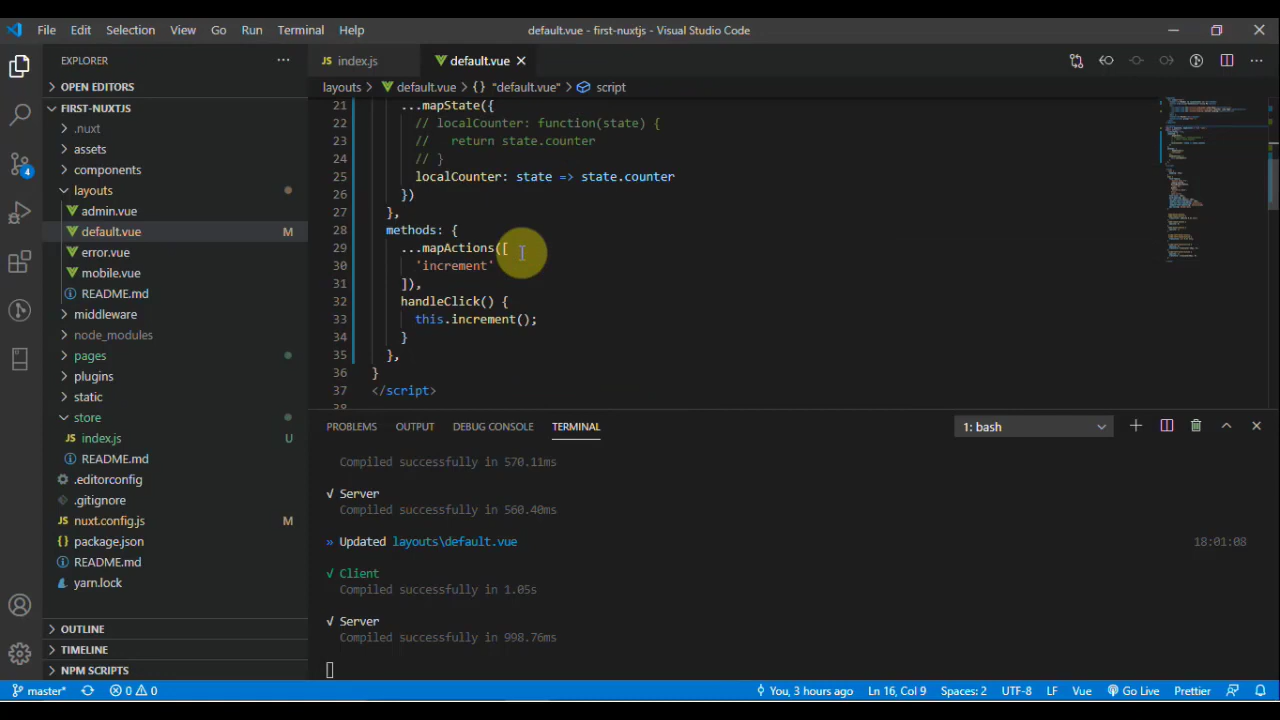 File Edit Selection View Go Run Terminal Help default.vue - first-nuxtjs - Visual Studio Code
EXPLORER ···
OPEN EDITORS
FIRST-NUXTJS
.nuxt
assets
components
layouts
admin.vue
default.vue M
error.vue
mobile.vue
README.md
middleware
node_modules
pages
plugins
static
store
JS index.js U
README.md
.editorconfig
.gitignore
JS nuxt.config.js M
{} package.json
README.md
yarn.lock
OUTLINE
TIMELINE
NPM SCRIPTS
JS index.js default.vue ×
layouts > default.vue > {} "default.vue" > script
21 ...mapState({
22 // localCounter: function(state) {
23 //   return state.counter
24 // }
25 localCounter: state => state.counter
26 })
27 },
28 methods: {
29 ...mapActions([
30 'increment'
31 ]),
32 handleClick() {
33 this.increment();
34 }
35 },
36 }
37 </script>
38
PROBLEMS OUTPUT DEBUG CONSOLE TERMINAL 1: bash
Compiled successfully in 570.11ms
√ Server
Compiled successfully in 560.40ms
» Updated layouts\default.vue 18:01:08
√ Client
Compiled successfully in 1.05s
√ Server
Compiled successfully in 998.76ms
4
master* 0 0 You, 3 hours ago Ln 16, Col 9 Spaces: 2 UTF-8 LF Vue Go Live Prettier